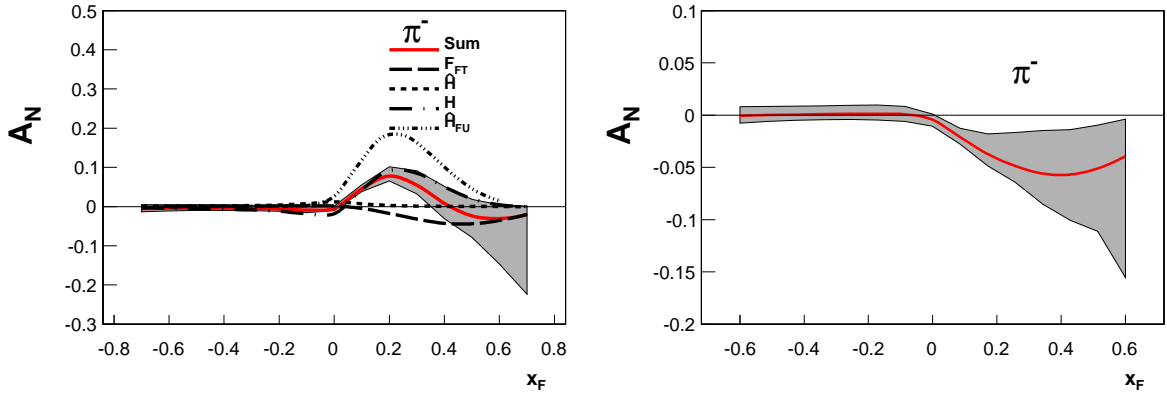 π⁻
Sum
F_FT
Ĥ
H
Ĥ_FU
0.5
0.4
0.3
0.2
0.1
0
-0.1
-0.2
-0.3
A_N
-0.8 -0.6 -0.4 -0.2 0 0.2 0.4 0.6 0.8
x_F
π⁻
0.1
0.05
0
-0.05
-0.1
-0.15
-0.2
A_N
-0.6 -0.4 -0.2 0 0.2 0.4 0.6
x_F